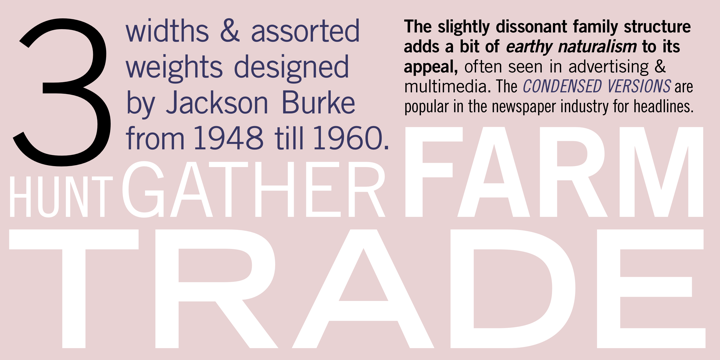 3
widths & assorted
weights designed
by Jackson Burke
from 1948 till 1960.
The slightly dissonant family structure
adds a bit of earthy naturalism to its
appeal, often seen in advertising &
multimedia. The CONDENSED VERSIONS are
popular in the newspaper industry for headlines.
HUNT GATHER FARM
TRADE